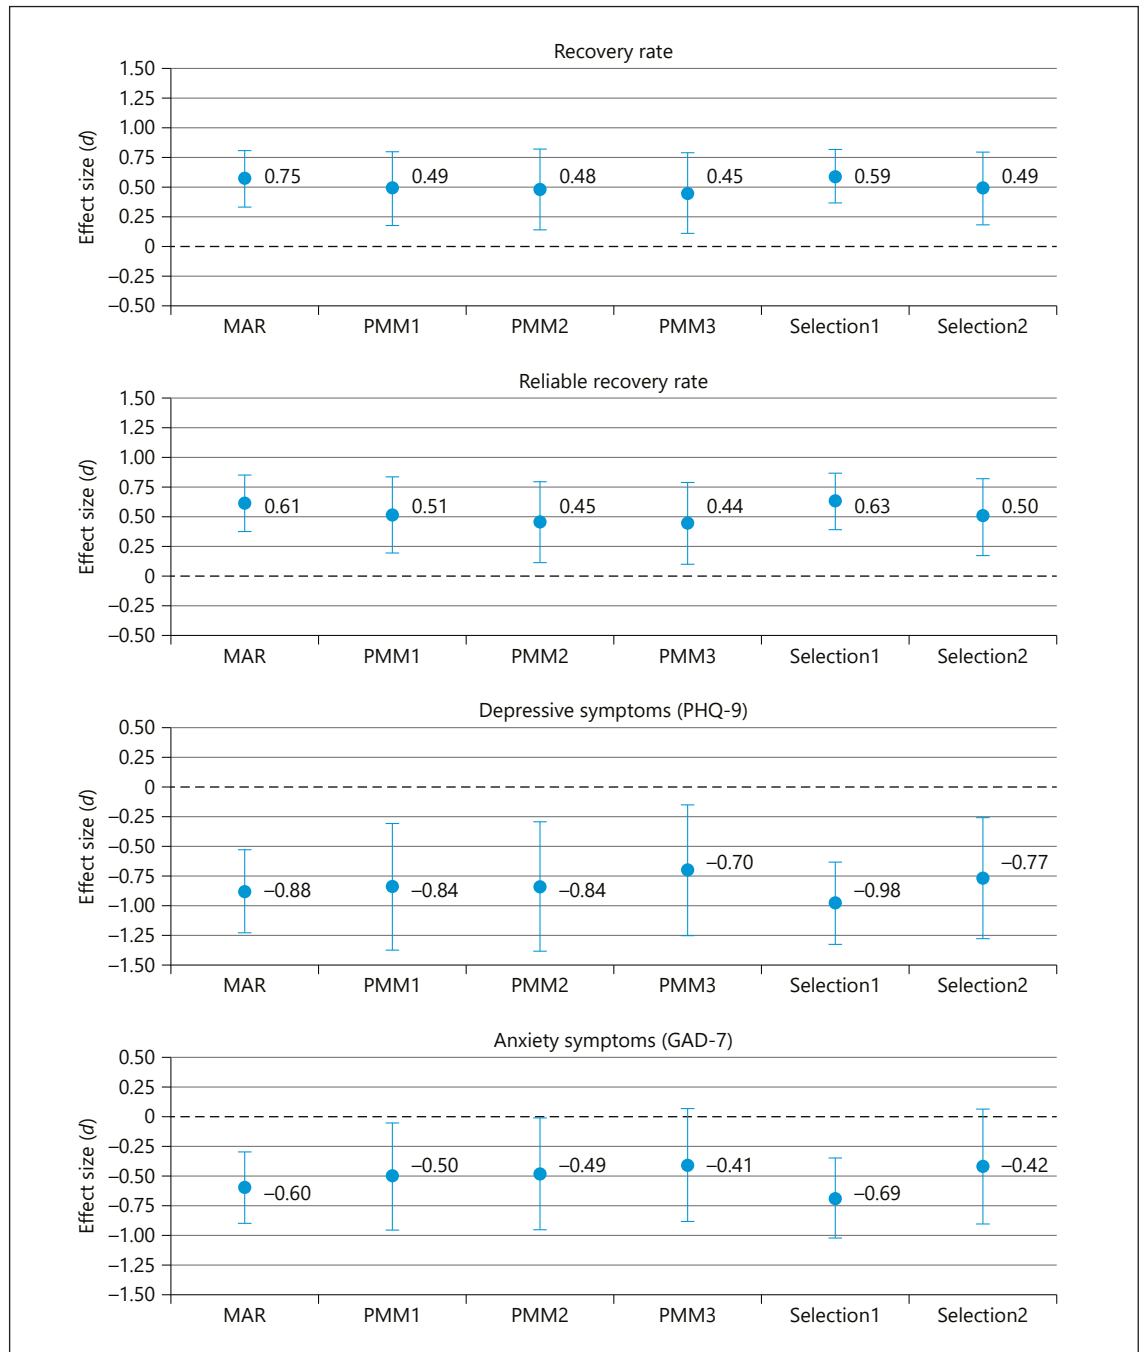 Recovery rate
1.50
1.25
1.00
0.75
0.50
0.25
0
–0.25
–0.50
Effect size (d)
0.75 0.49 0.48 0.45 0.59 0.49
MAR PMM1 PMM2 PMM3 Selection1 Selection2
Reliable recovery rate
1.50
1.25
1.00
0.75
0.50
0.25
0
–0.25
–0.50
Effect size (d)
0.61 0.51 0.45 0.44 0.63 0.50
MAR PMM1 PMM2 PMM3 Selection1 Selection2
Depressive symptoms (PHQ-9)
0.50
0.25
0
–0.25
–0.50
–0.75
–1.00
–1.25
–1.50
Effect size (d)
–0.88 –0.84 –0.84 –0.70 –0.98 –0.77
MAR PMM1 PMM2 PMM3 Selection1 Selection2
Anxiety symptoms (GAD-7)
0.50
0.25
0
–0.25
–0.50
–0.75
–1.00
–1.25
–1.50
Effect size (d)
–0.60 –0.50 –0.49 –0.41 –0.69 –0.42
MAR PMM1 PMM2 PMM3 Selection1 Selection2